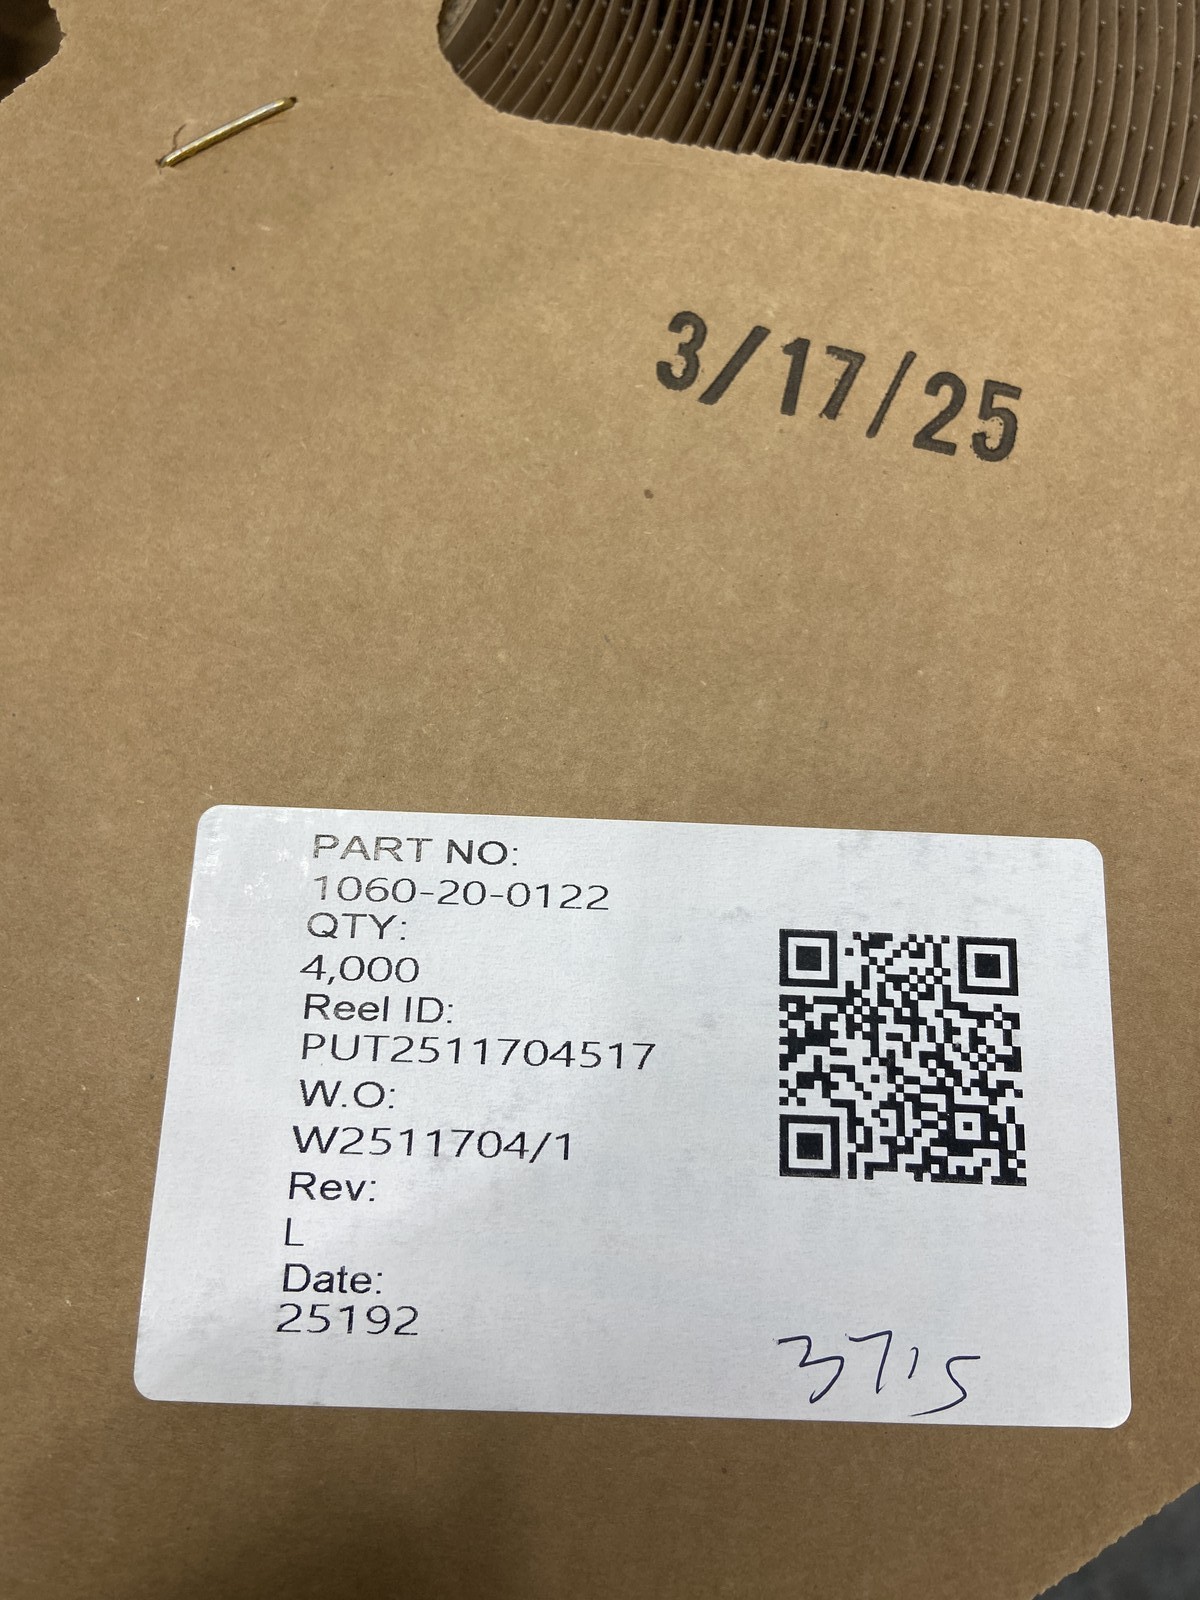 3/17/25
PART NO:
1060-20-0122
QTY:
4,000
Reel ID:
PUT2511704517
W.O:
W2511704/1
Rev:
L
Date:
25192
3715